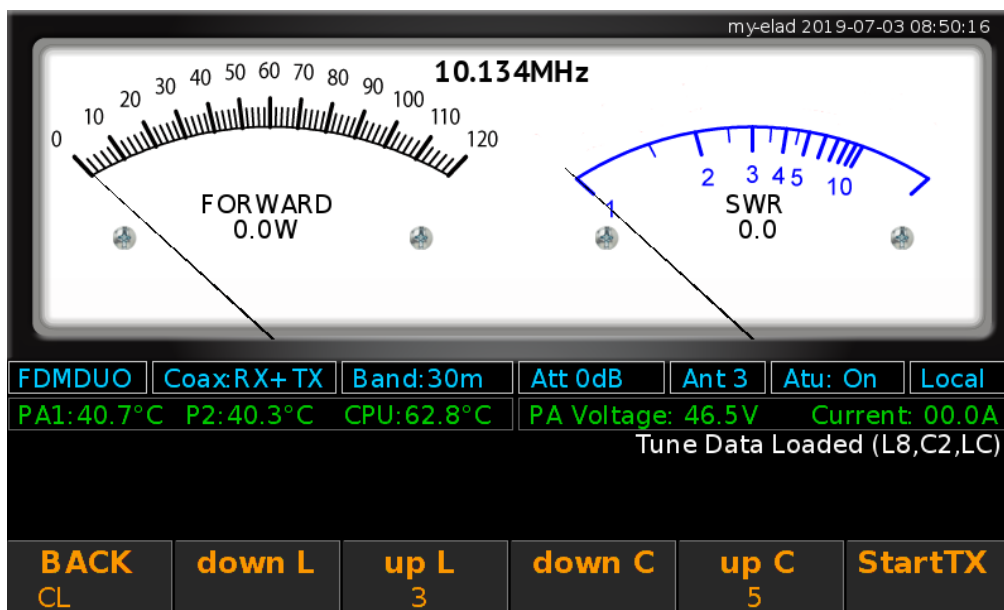 my-elad 2019-07-03 08:50:16
10.134MHz
0 10 20 30 40 50 60 70 80 90 100 110 120
FORWARD
0.0W
1 2 3 4 5 10
SWR
0.0
FDMDUO Coax:RX+TX Band:30m Att 0dB Ant 3 Atu: On Local
PA1:40.7°C P2:40.3°C CPU:62.8°C PA Voltage: 46.5V Current: 00.0A
Tune Data Loaded (L8,C2,LC)
BACK down L up L down C up C StartTX
CL 3 5